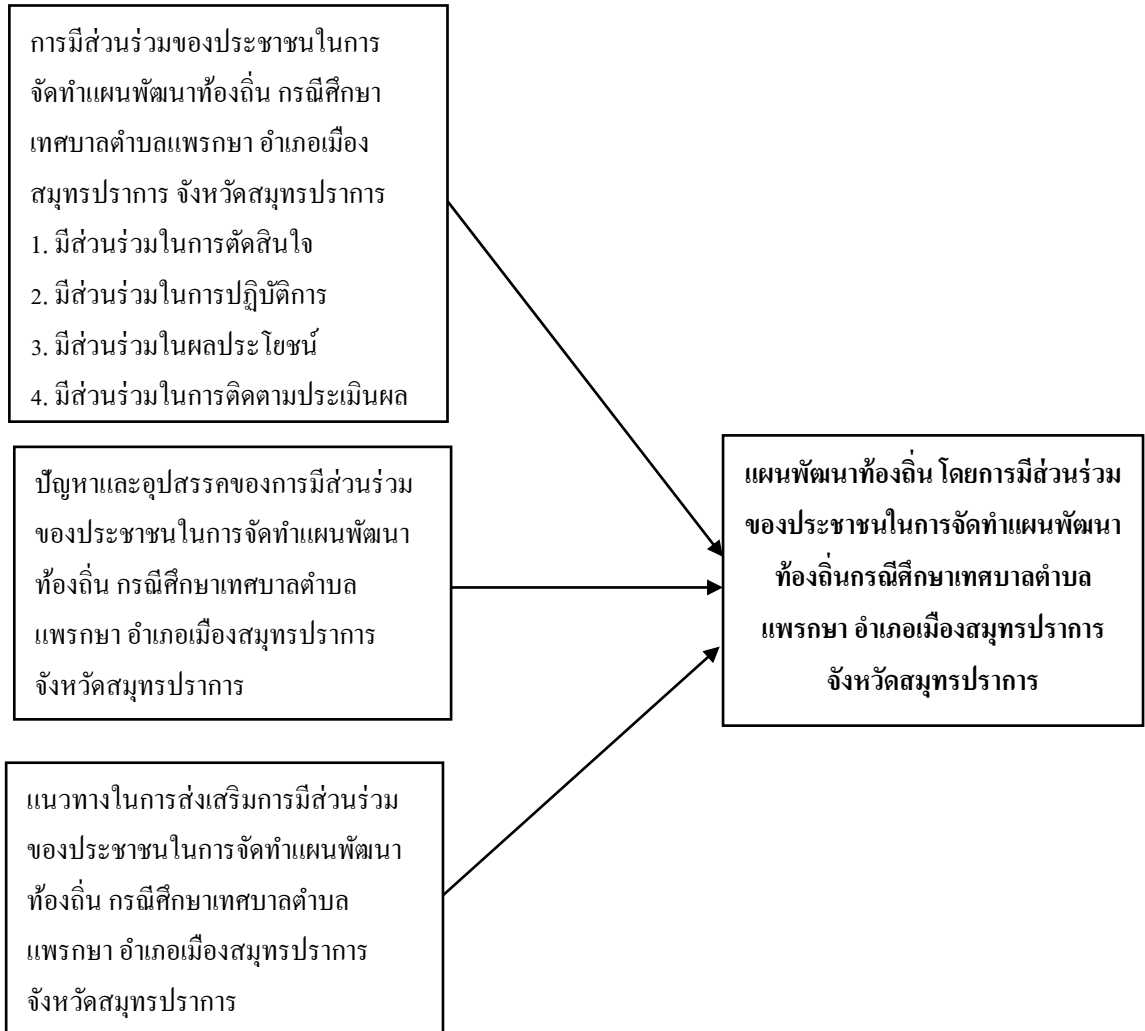 การมีส่วนร่วมของประชาชนในการ
จัดทำแผนพัฒนาท้องถิ่น กรณีศึกษา
เทศบาลตำบลแพรกษา อำเภอเมือง
สมุทรปราการ จังหวัดสมุทรปราการ
1. มีส่วนร่วมในการตัดสินใจ
2. มีส่วนร่วมในการปฏิบัติการ
3. มีส่วนร่วมในผลประโยชน์
4. มีส่วนร่วมในการติดตามประเมินผล
ปัญหาและอุปสรรคของการมีส่วนร่วม
ของประชาชนในการจัดทำแผนพัฒนา
ท้องถิ่น กรณีศึกษาเทศบาลตำบล
แพรกษา อำเภอเมืองสมุทรปราการ
จังหวัดสมุทรปราการ
แนวทางในการส่งเสริมการมีส่วนร่วม
ของประชาชนในการจัดทำแผนพัฒนา
ท้องถิ่น กรณีศึกษาเทศบาลตำบล
แพรกษา อำเภอเมืองสมุทรปราการ
จังหวัดสมุทรปราการ
แผนพัฒนาท้องถิ่น โดยการมีส่วนร่วม
ของประชาชนในการจัดทำแผนพัฒนา
ท้องถิ่นกรณีศึกษาเทศบาลตำบล
แพรกษา อำเภอเมืองสมุทรปราการ
จังหวัดสมุทรปราการ